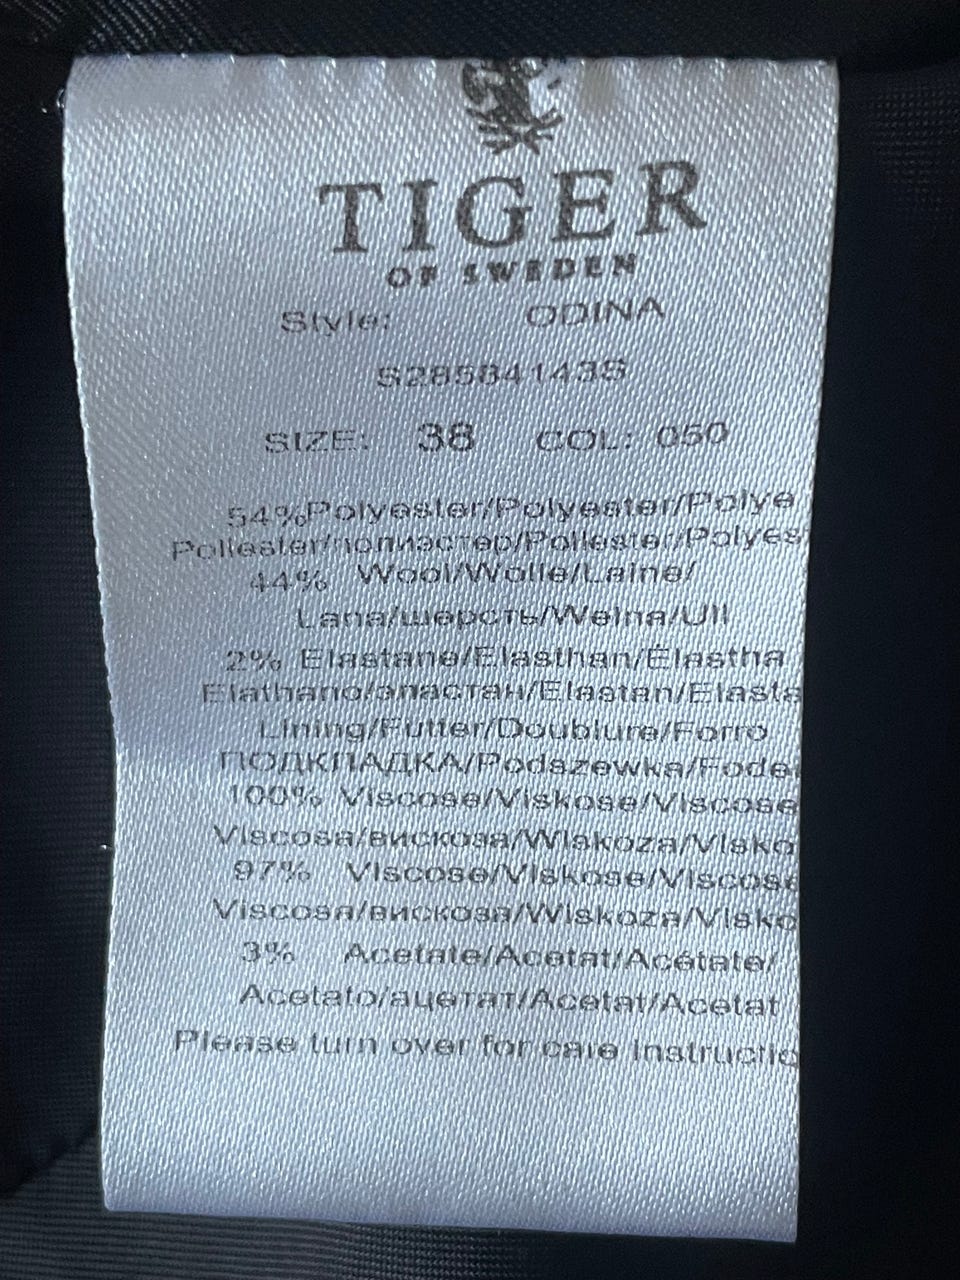 TIGER
OF SWEDEN
Style: ODINA
S28584143S
SIZE: 38 COL: 050
54%Polyester/Polyester/Polye
Poliester/полиэстер/Poliester/Polyes
44% Wool/Wolle/Laine/
Lana/шерсть/Welna/Ull
2% Elastane/Elasthan/Élastha
Elathano/эластан/Elastan/Elasta
Lining/Futter/Doublure/Forro
ПОДКЛАДКА/Podszewka/Foder
100% Viscose/Viskose/Viscose
Viscosa/вискоза/Wiskoza/Visko
97% Viscose/Viskose/Viscose
Viscosa/вискоза/Wiskoza/Visko
3% Acetate/Acetat/Acétate/
Acetato/ацетат/Acetat/Acetat
Please turn over for care instructio